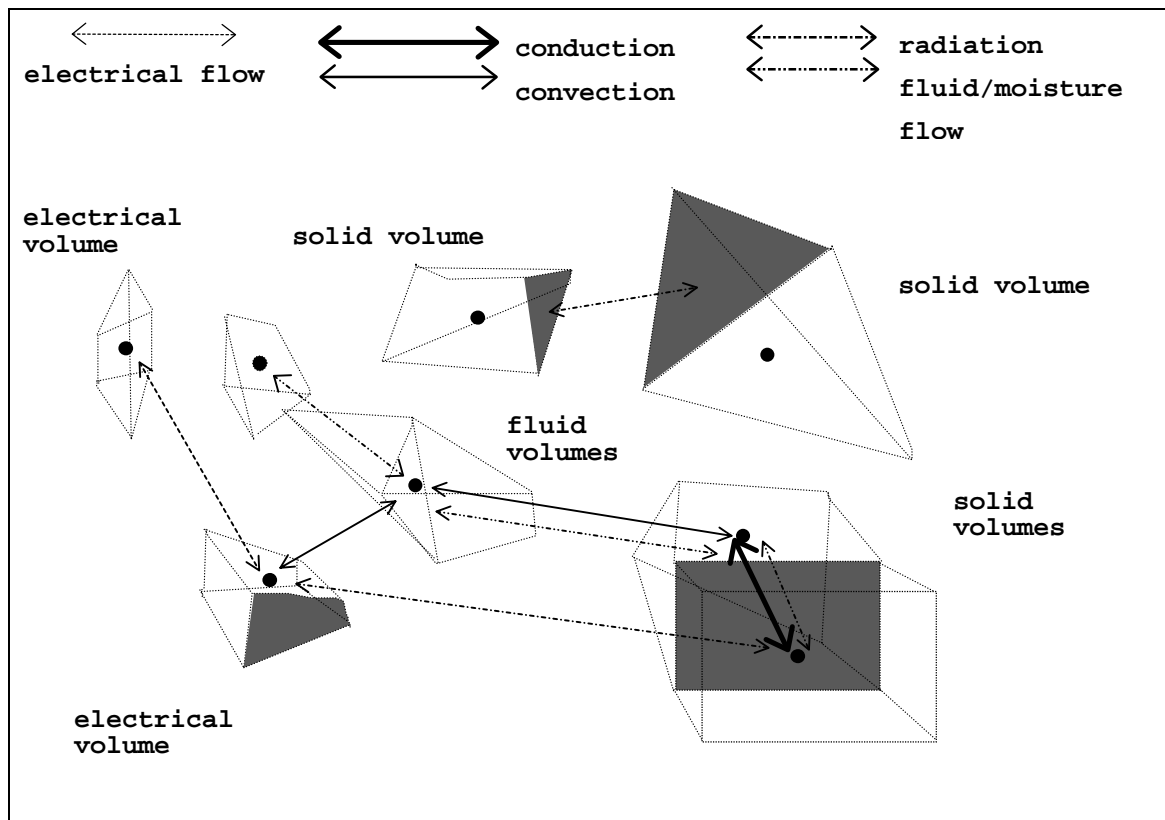 electrical flow
conduction
convection
radiation
fluid/moisture
flow
electrical
volume
solid volume
solid volume
fluid
volumes
solid
volumes
electrical
volume